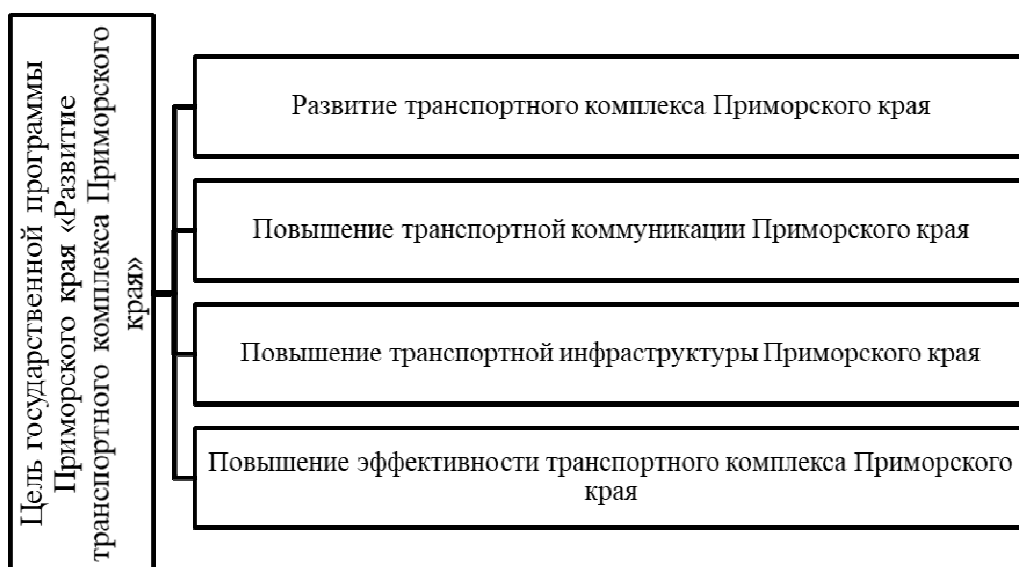 Цель государственной программы
Приморского края «Развитие
транспортного комплекса Приморского
края»
Развитие транспортного комплекса Приморского края
Повышение транспортной коммуникации Приморского края
Повышение транспортной инфраструктуры Приморского края
Повышение эффективности транспортного комплекса Приморского
края